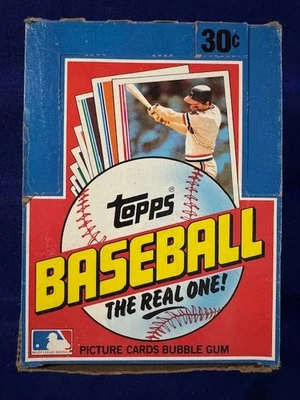 30¢
Topps®
BASEBALL
THE REAL ONE!
PICTURE CARDS BUBBLE GUM